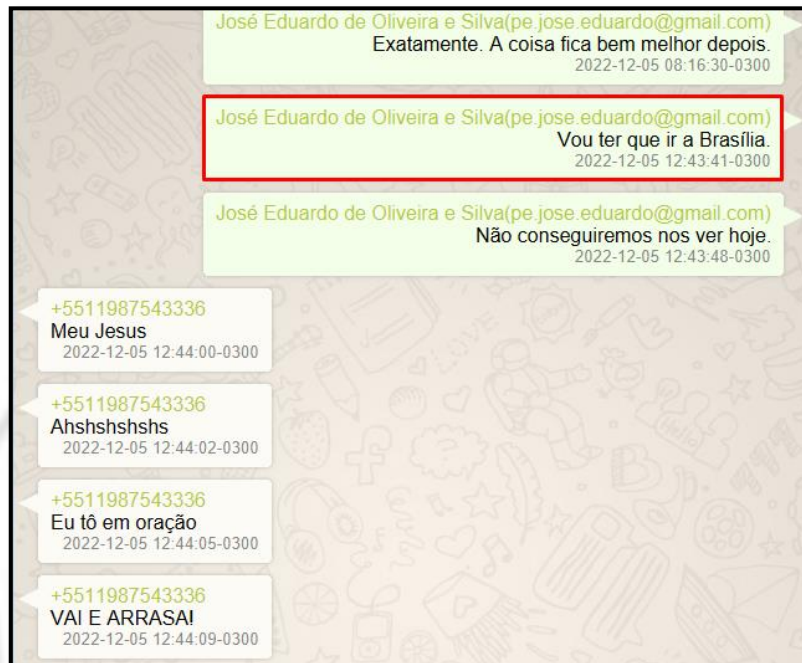 José Eduardo de Oliveira e Silva(pe.jose.eduardo@gmail.com)
Exatamente. A coisa fica bem melhor depois.
2022-12-05 08:16:30-0300
José Eduardo de Oliveira e Silva(pe.jose.eduardo@gmail.com)
Vou ter que ir a Brasília.
2022-12-05 12:43:41-0300
José Eduardo de Oliveira e Silva(pe.jose.eduardo@gmail.com)
Não conseguiremos nos ver hoje.
2022-12-05 12:43:48-0300
+5511987543336
Meu Jesus
2022-12-05 12:44:00-0300
+5511987543336
Ahshshshshs
2022-12-05 12:44:02-0300
+5511987543336
Eu tô em oração
2022-12-05 12:44:05-0300
+5511987543336
VAI E ARRASA!
2022-12-05 12:44:09-0300